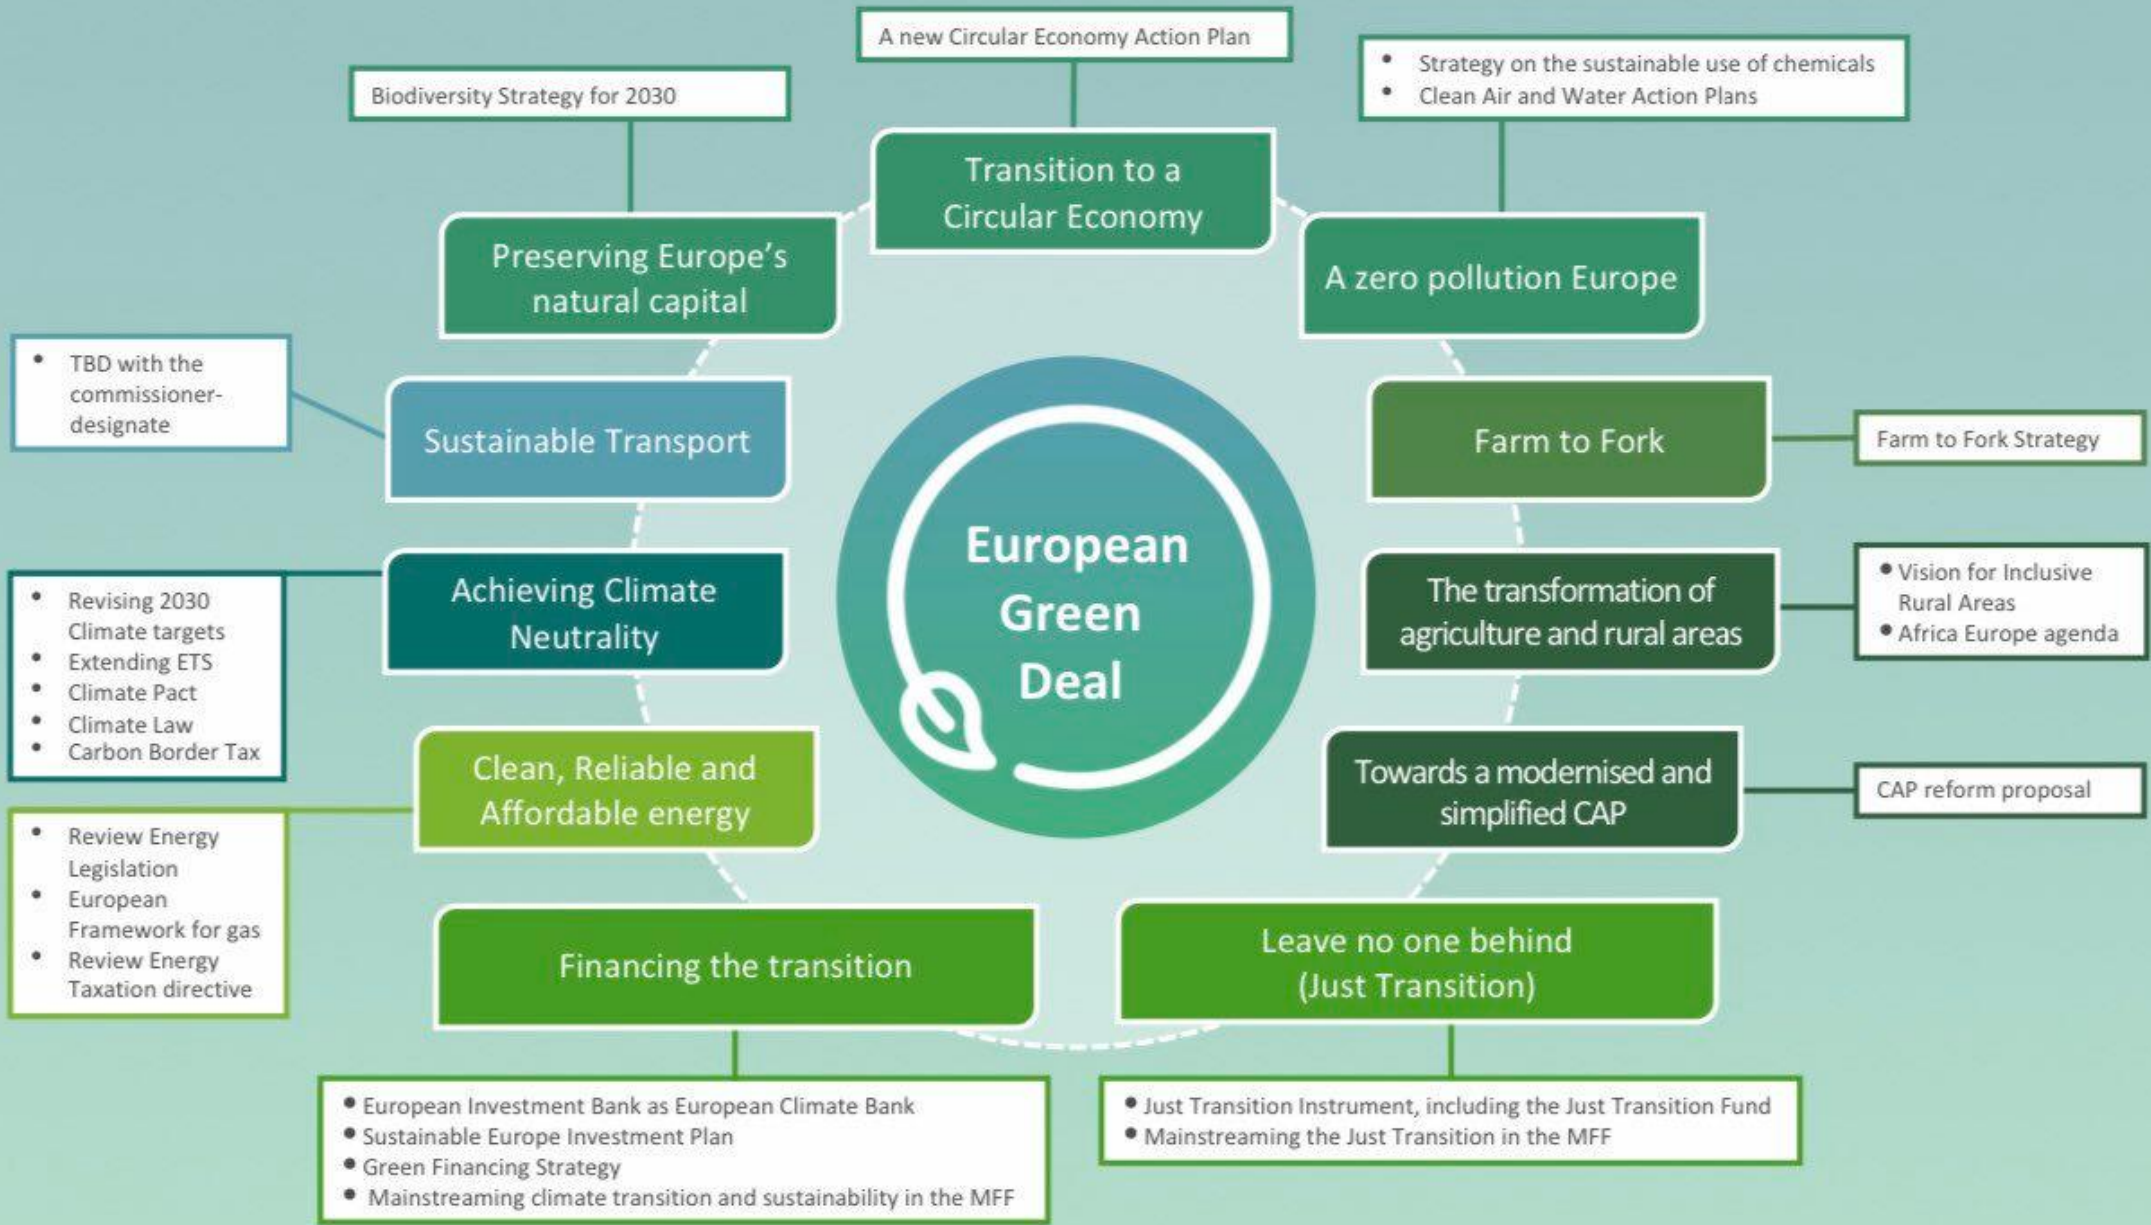 A new Circular Economy Action Plan
Biodiversity Strategy for 2030
• Strategy on the sustainable use of chemicals
• Clean Air and Water Action Plans
Transition to a
Circular Economy
Preserving Europe's
natural capital
A zero pollution Europe
• TBD with the
commissioner-
designate
Sustainable Transport
Farm to Fork
Farm to Fork Strategy
European
Green
Deal
• Revising 2030
Climate targets
• Extending ETS
• Climate Pact
• Climate Law
• Carbon Border Tax
Achieving Climate
Neutrality
The transformation of
agriculture and rural areas
• Vision for Inclusive
Rural Areas
• Africa Europe agenda
Clean, Reliable and
Affordable energy
Towards a modernised and
simplified CAP
CAP reform proposal
• Review Energy
Legislation
• European
Framework for gas
• Review Energy
Taxation directive
Financing the transition
Leave no one behind
(Just Transition)
• European Investment Bank as European Climate Bank
• Sustainable Europe Investment Plan
• Green Financing Strategy
• Mainstreaming climate transition and sustainability in the MFF
• Just Transition Instrument, including the Just Transition Fund
• Mainstreaming the Just Transition in the MFF